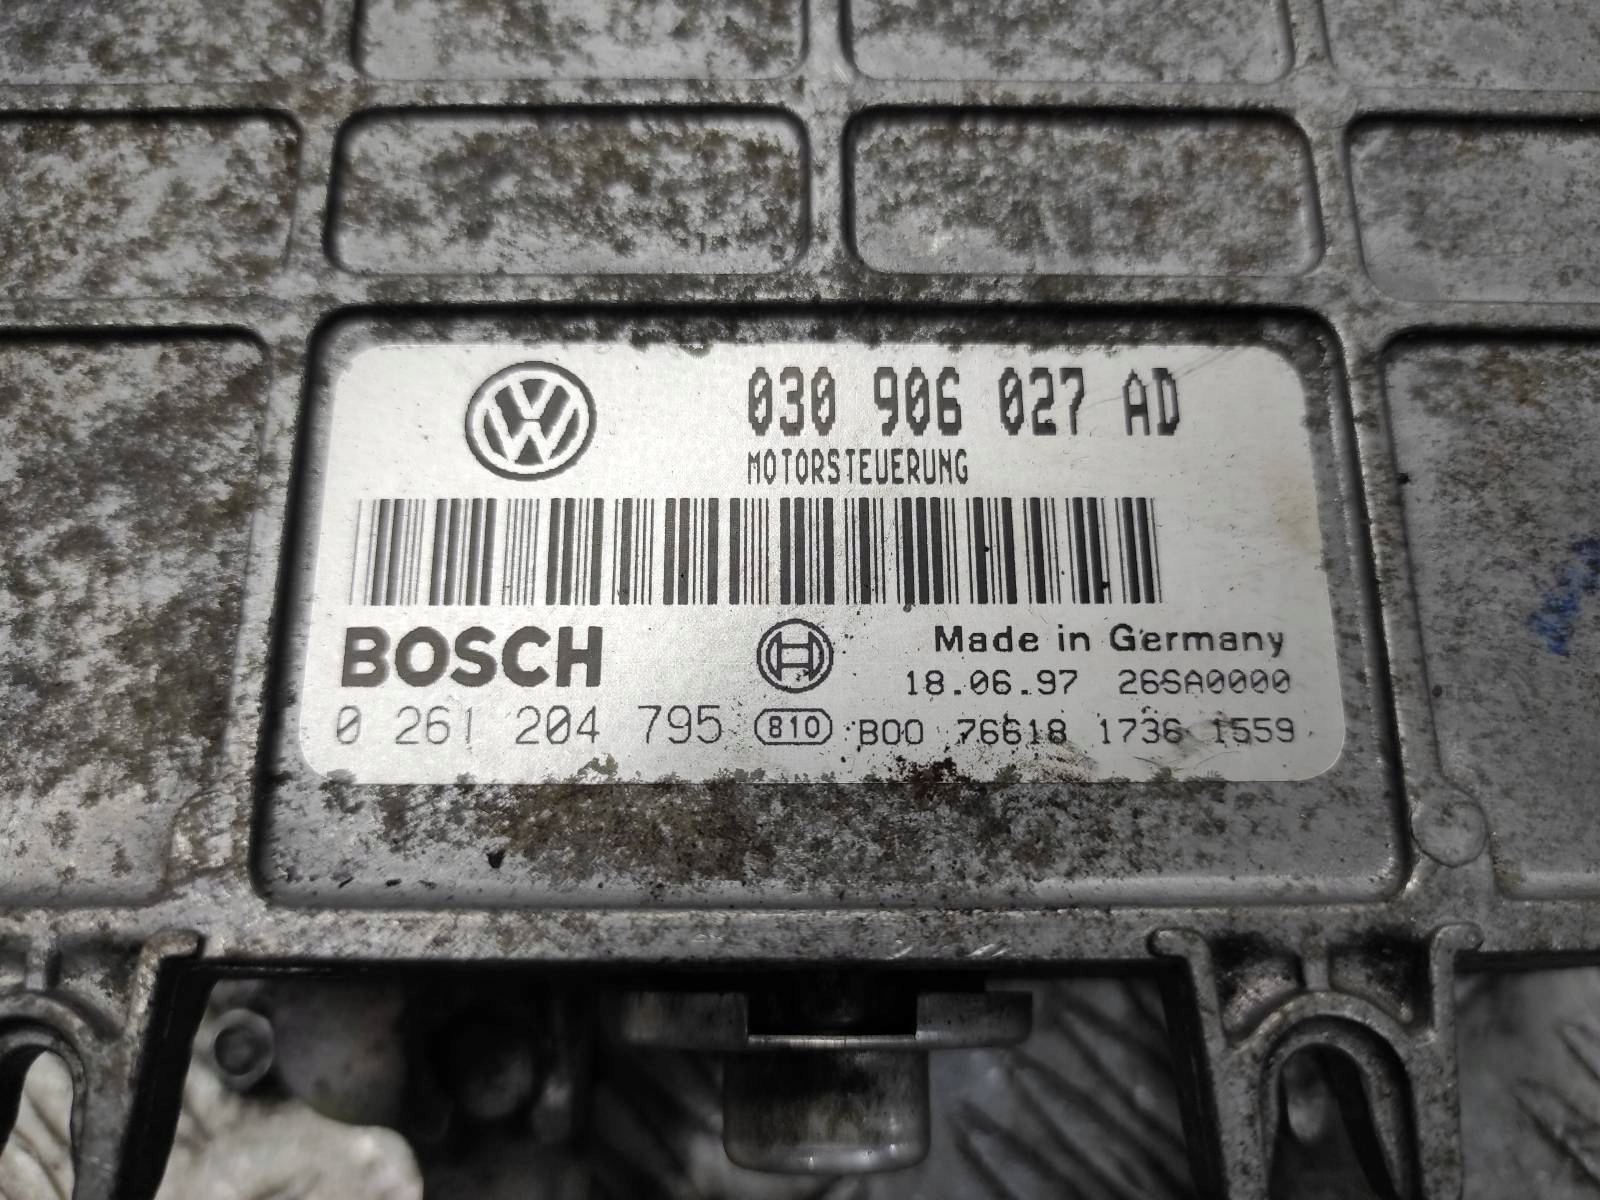 030 906 027 AD
MOTORSTEUERUNG
BOSCH
Made in Germany
18.06.97 26SA0000
0 261 204 795 810 B00 76618 1736 1559